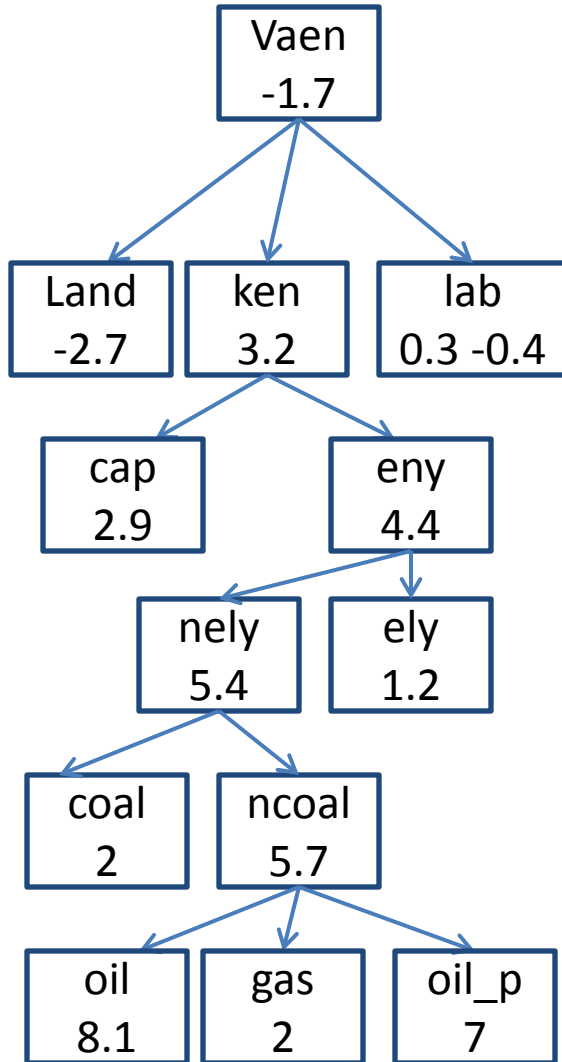 Vaen
-1.7
Land
-2.7
ken
3.2
lab
0.3 -0.4
cap
2.9
eny
4.4
nely
5.4
ely
1.2
coal
2
ncoal
5.7
oil
8.1
gas
2
oil_p
7